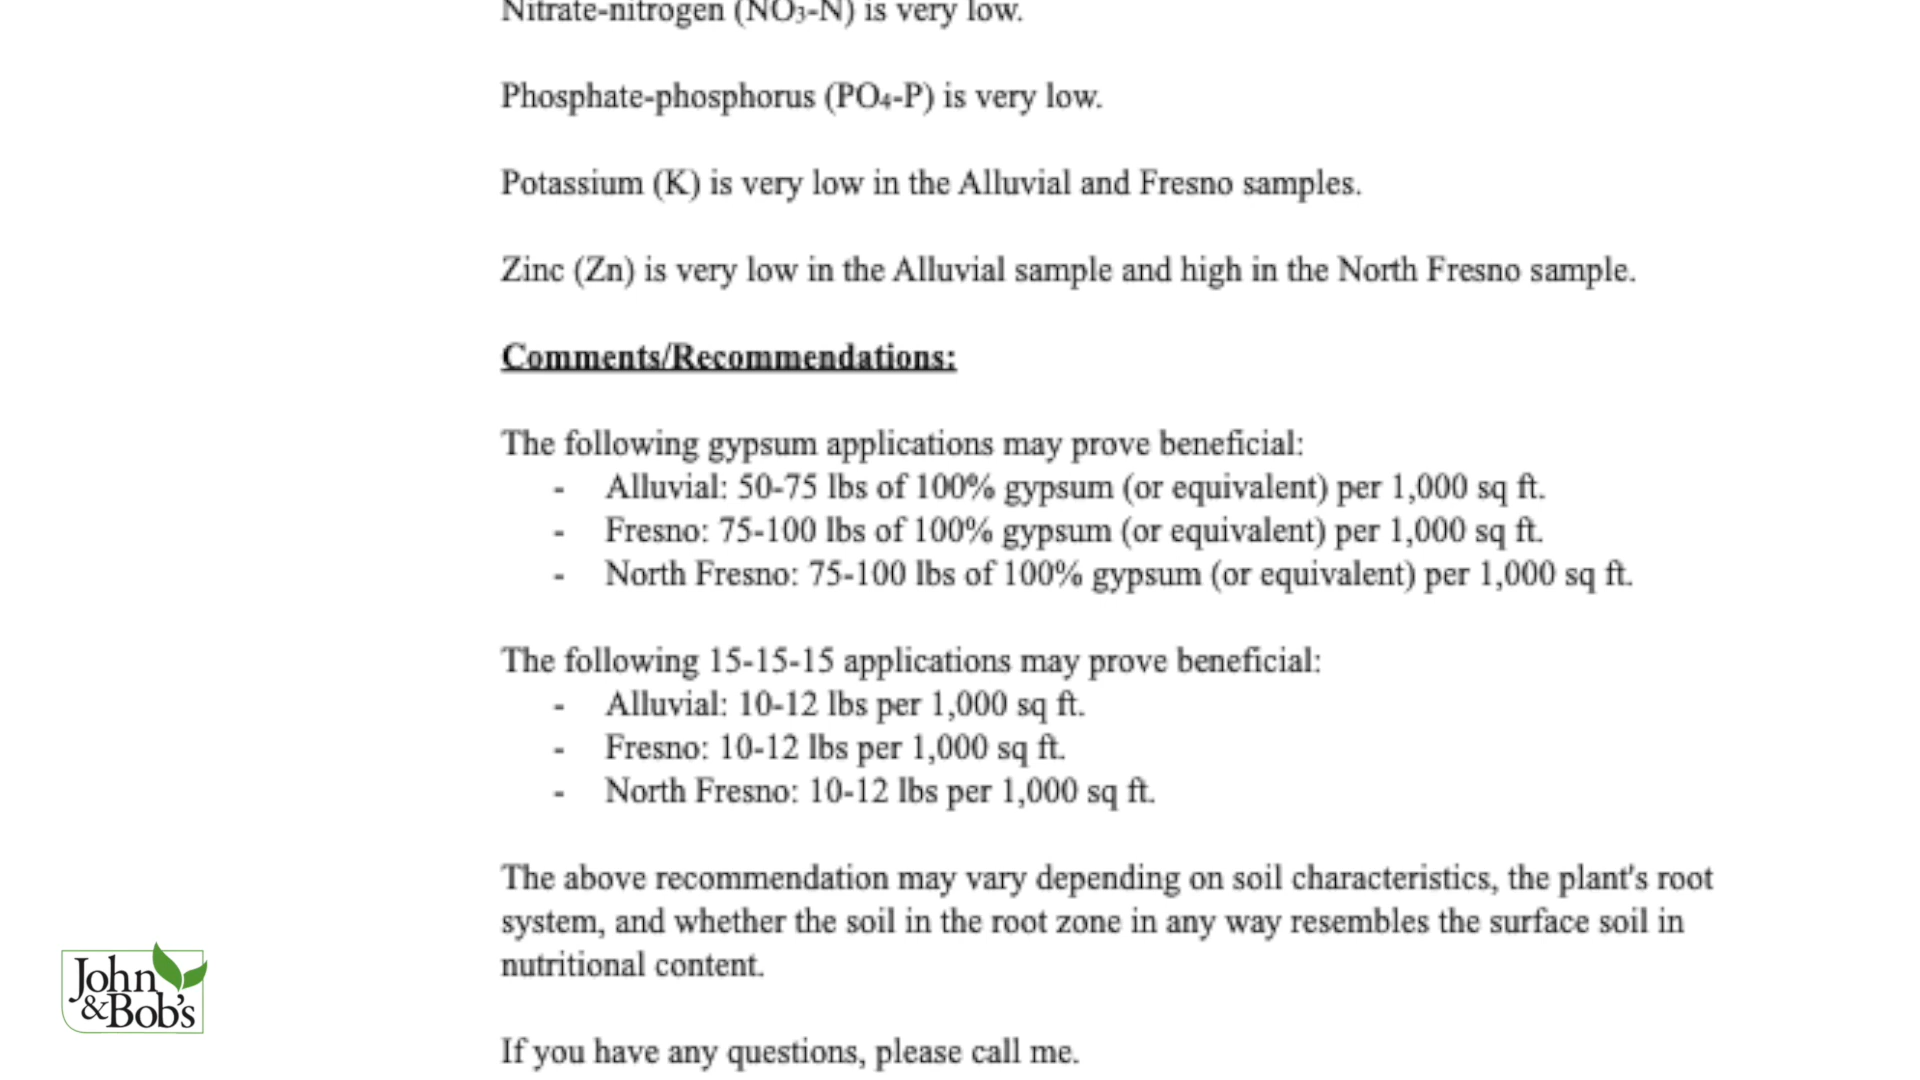 Nitrate-nitrogen (NO₃-N) is very low.
Phosphate-phosphorus (PO₄-P) is very low.
Potassium (K) is very low in the Alluvial and Fresno samples.
Zinc (Zn) is very low in the Alluvial sample and high in the North Fresno sample.
Comments/Recommendations:
The following gypsum applications may prove beneficial:
- Alluvial: 50-75 lbs of 100% gypsum (or equivalent) per 1,000 sq ft.
- Fresno: 75-100 lbs of 100% gypsum (or equivalent) per 1,000 sq ft.
- North Fresno: 75-100 lbs of 100% gypsum (or equivalent) per 1,000 sq ft.
The following 15-15-15 applications may prove beneficial:
- Alluvial: 10-12 lbs per 1,000 sq ft.
- Fresno: 10-12 lbs per 1,000 sq ft.
- North Fresno: 10-12 lbs per 1,000 sq ft.
The above recommendation may vary depending on soil characteristics, the plant's root
system, and whether the soil in the root zone in any way resembles the surface soil in
nutritional content.
If you have any questions, please call me.
John
&Bob's